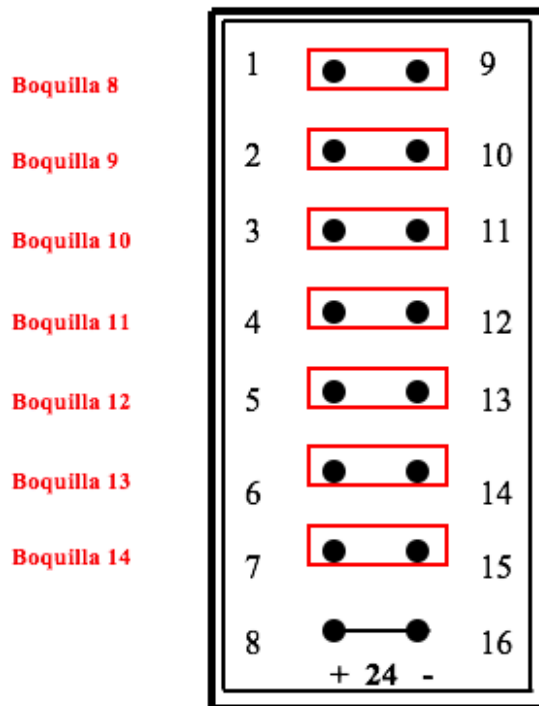 1 9
Boquilla 8
2 10
Boquilla 9
3 11
Boquilla 10
4 12
Boquilla 11
5 13
Boquilla 12
6 14
Boquilla 13
7 15
Boquilla 14
8 16
+ 24 -